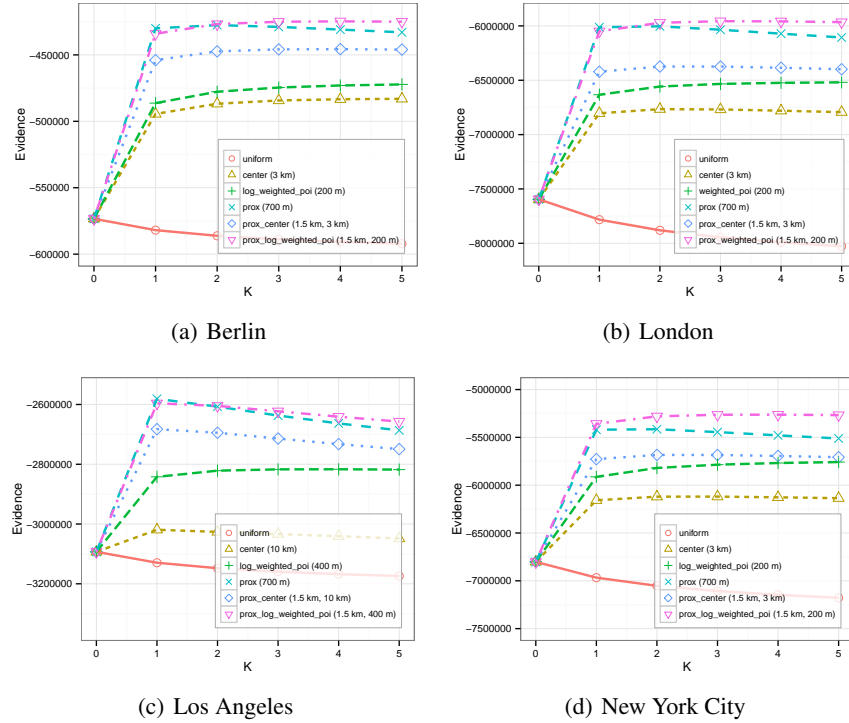 −450000
−500000
−550000
−600000
Evidence
0 1 2 3 4 5
K
uniform
center (3 km)
log_weighted_poi (200 m)
prox (700 m)
prox_center (1.5 km, 3 km)
prox_log_weighted_poi (1.5 km, 200 m)
(a) Berlin
−6000000
−6500000
−7000000
−7500000
−8000000
Evidence
0 1 2 3 4 5
K
uniform
center (3 km)
weighted_poi (200 m)
prox (700 m)
prox_center (1.5 km, 3 km)
prox_weighted_poi (1.5 km, 200 m)
(b) London
−2600000
−2800000
−3000000
−3200000
Evidence
0 1 2 3 4 5
K
uniform
center (10 km)
log_weighted_poi (400 m)
prox (700 m)
prox_center (1.5 km, 10 km)
prox_log_weighted_poi (1.5 km, 400 m)
(c) Los Angeles
−5000000
−5500000
−6000000
−6500000
−7000000
−7500000
Evidence
0 1 2 3 4 5
K
uniform
center (3 km)
log_weighted_poi (200 m)
prox (700 m)
prox_center (1.5 km, 3 km)
prox_log_weighted_poi (1.5 km, 200 m)
(d) New York City